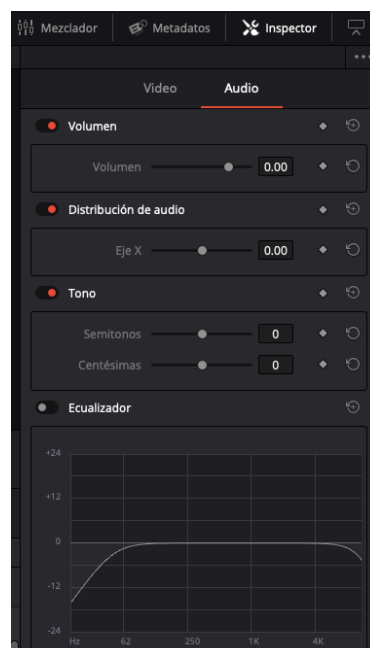 Mezclador Metadatos Inspector
Video Audio
Volumen
Volumen 0.00
Distribución de audio
Eje X 0.00
Tono
Semitonos 0
Centésimas 0
Ecualizador
+24
+12
0
-12
-24
Hz 62 250 1K 4K